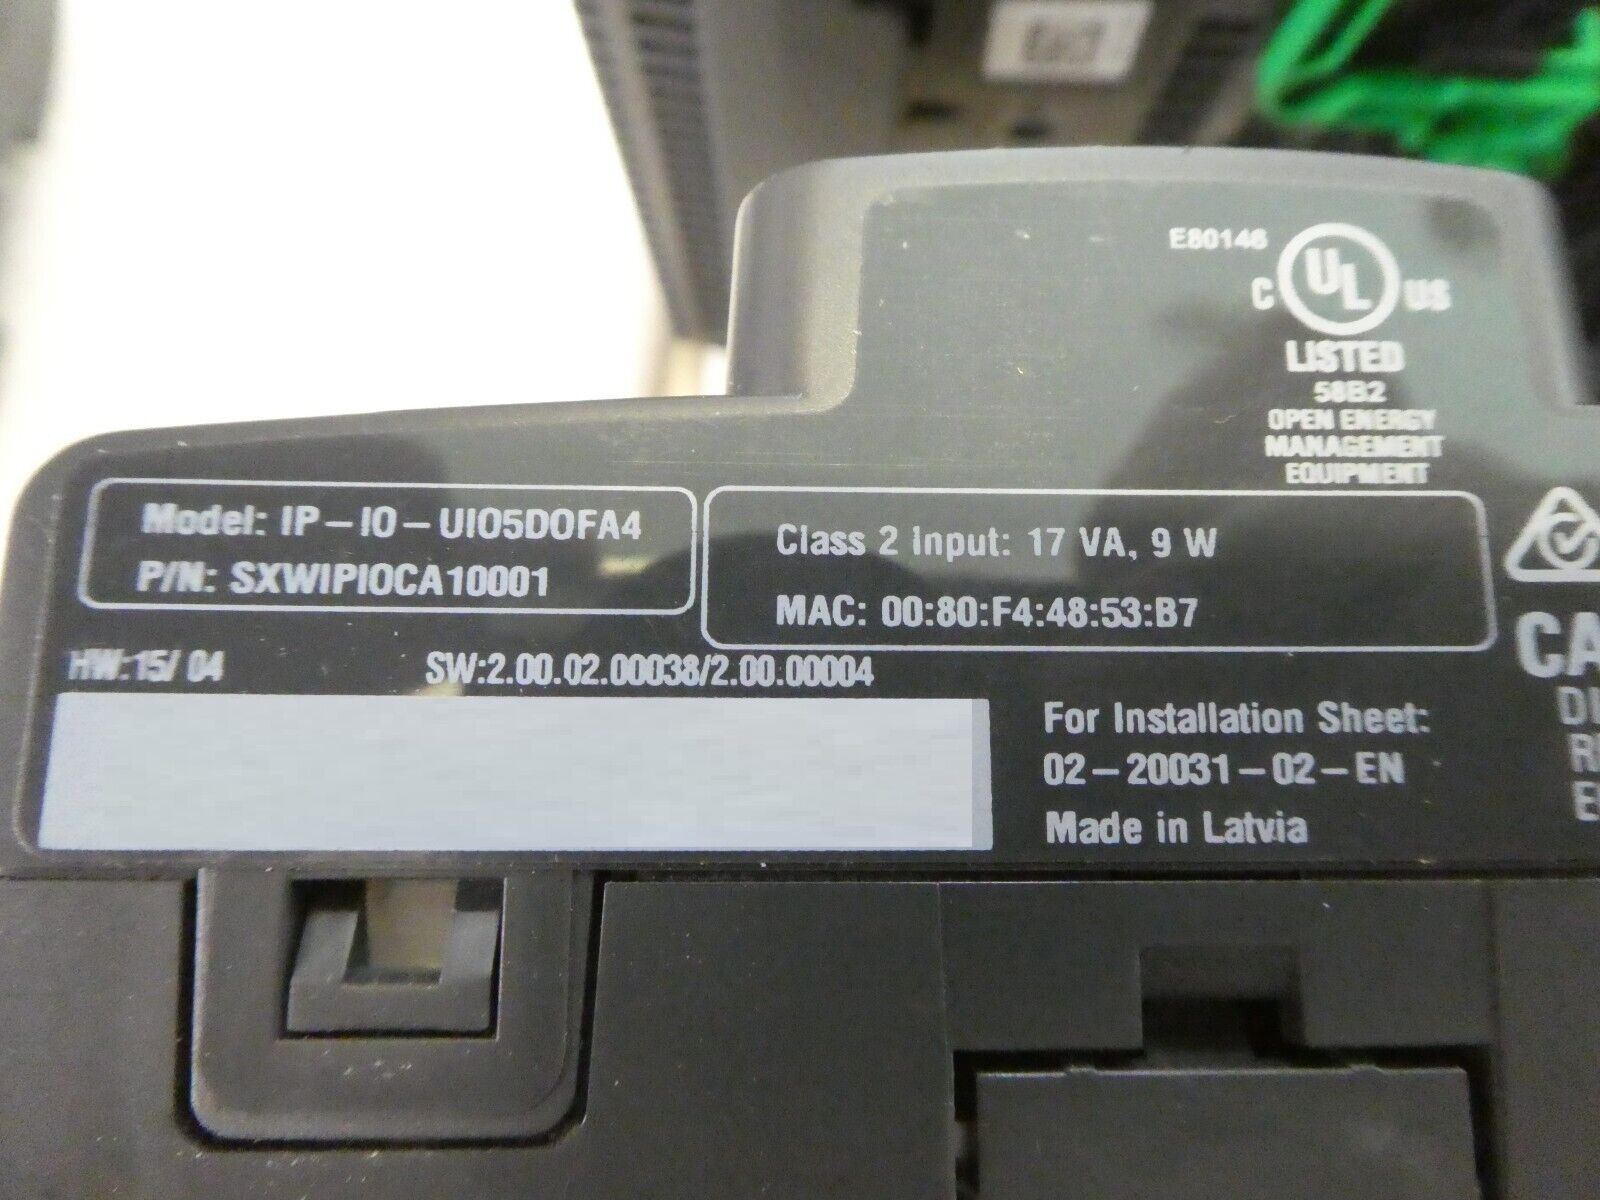 E80146
C UL US
LISTED
58B2
OPEN ENERGY
MANAGEMENT
EQUIPMENT
Model: IP-IO-UIO5DOFA4
P/N: SXWIPIOCA10001
Class 2 Input: 17 VA, 9 W
MAC: 00:80:F4:48:53:B7
HW:15/ 04
SW:2.00.02.00038/2.00.00004
For Installation Sheet:
02-20031-02-EN
Made in Latvia
CA